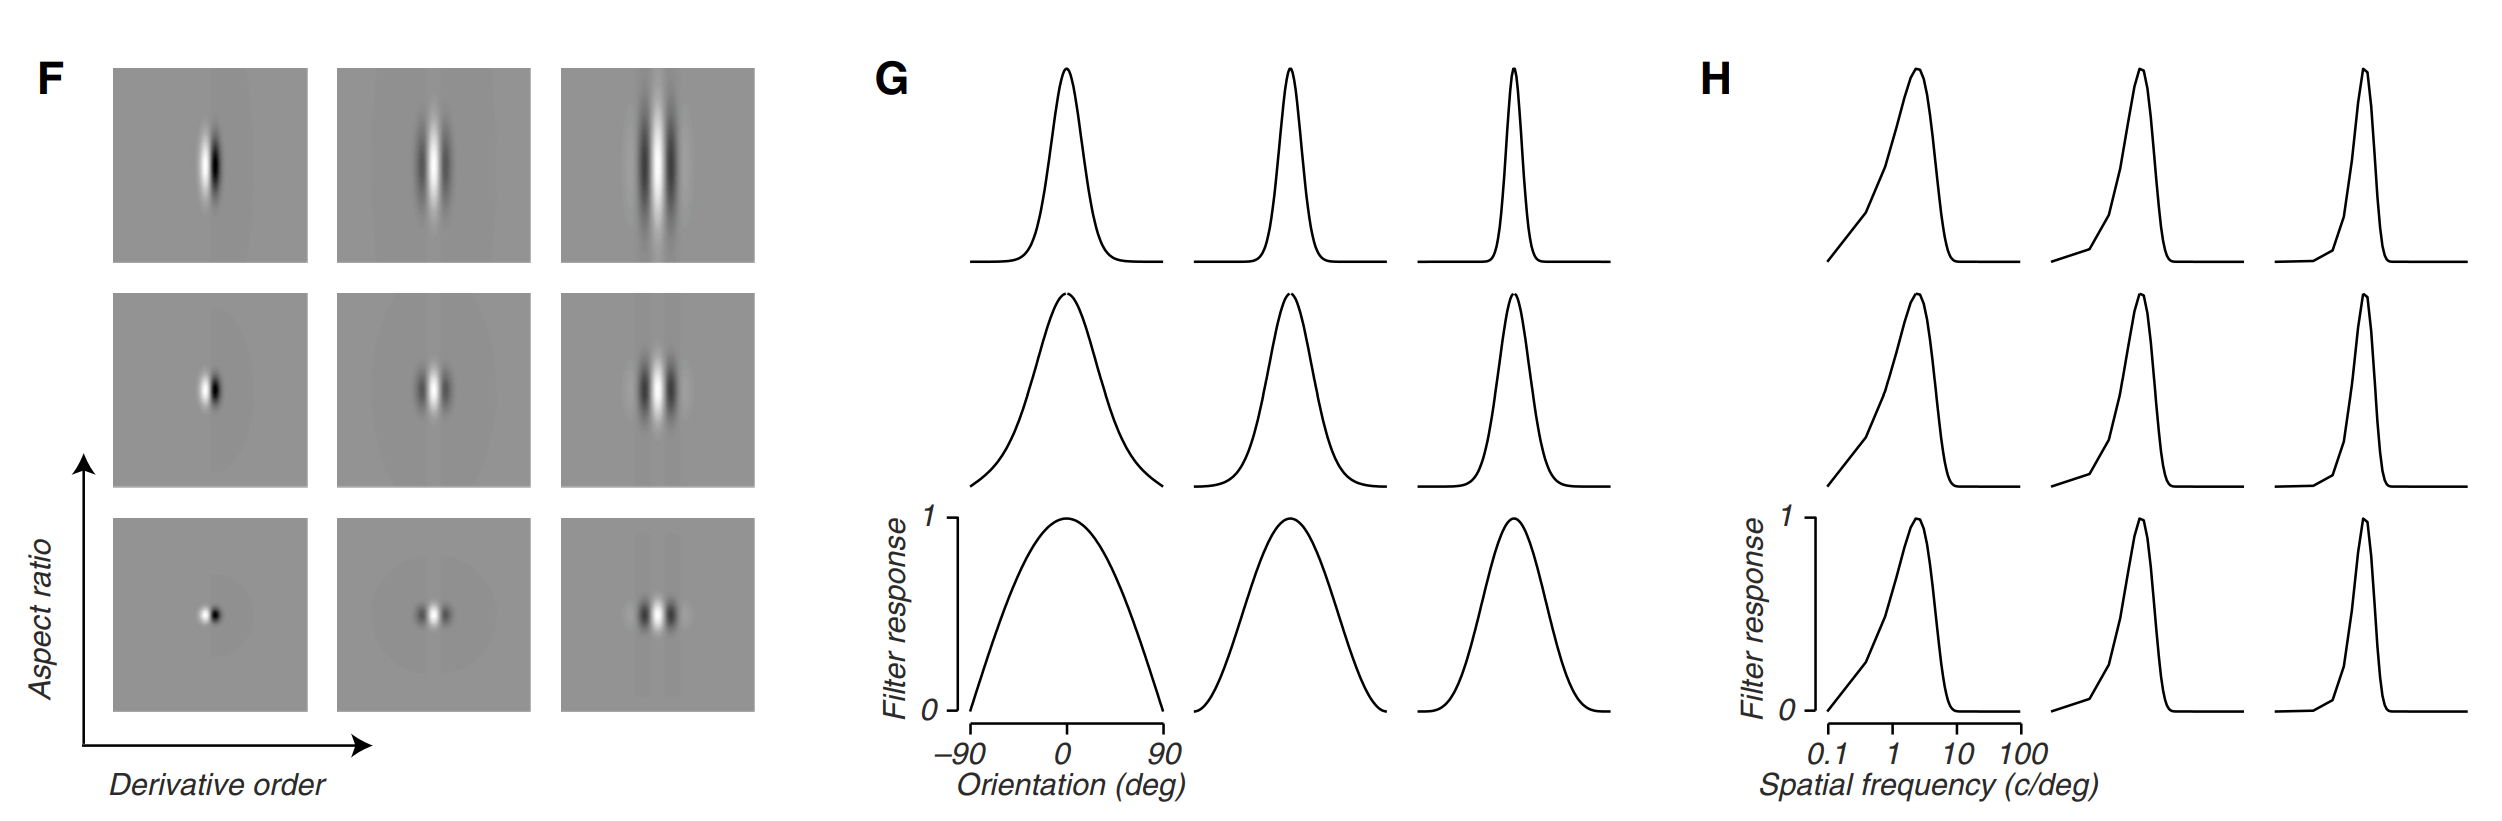 F
G
H
Aspect ratio
Derivative order
Filter response
1
0
–90 0 90
Orientation (deg)
Filter response
1
0
0.1 1 10 100
Spatial frequency (c/deg)